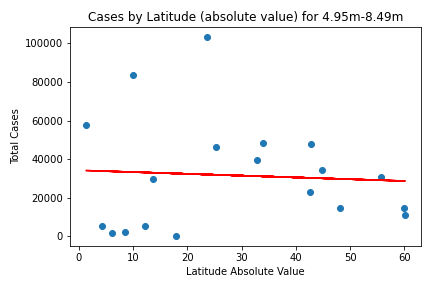 Cases by Latitude (absolute value) for 4.95m-8.49m
100000
80000
60000
40000
20000
0
Total Cases
0 10 20 30 40 50 60
Latitude Absolute Value